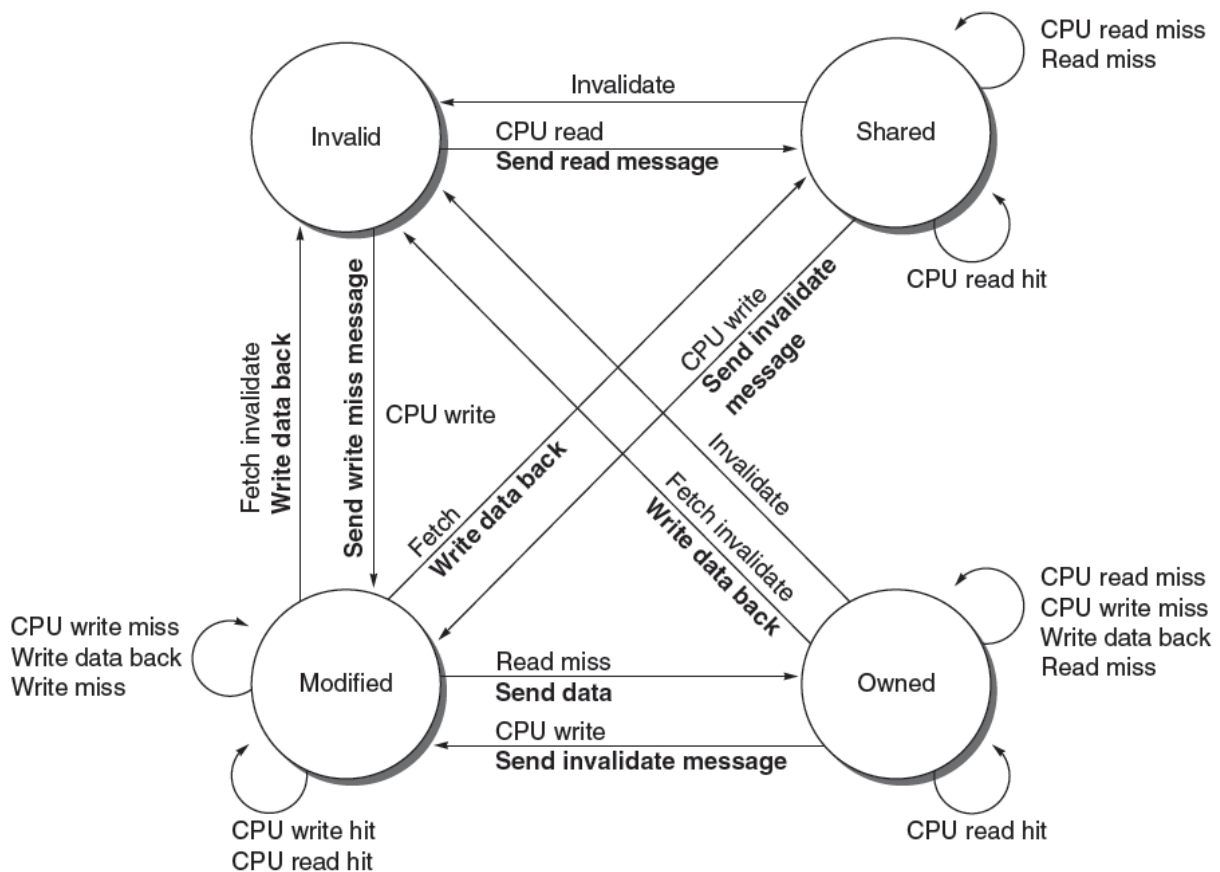 CPU read miss
Read miss
Invalid
Invalidate
CPU read
Send read message
Shared
CPU read hit
Fetch invalidate
Write data back
Send write miss message
CPU write
Fetch
Write data back
CPU write
Send invalidate
message
Invalidate
Fetch invalidate
Write data back
CPU write miss
Write data back
Write miss
Modified
Read miss
Send data
CPU write
Send invalidate message
Owned
CPU read miss
CPU write miss
Write data back
Read miss
CPU write hit
CPU read hit
CPU read hit